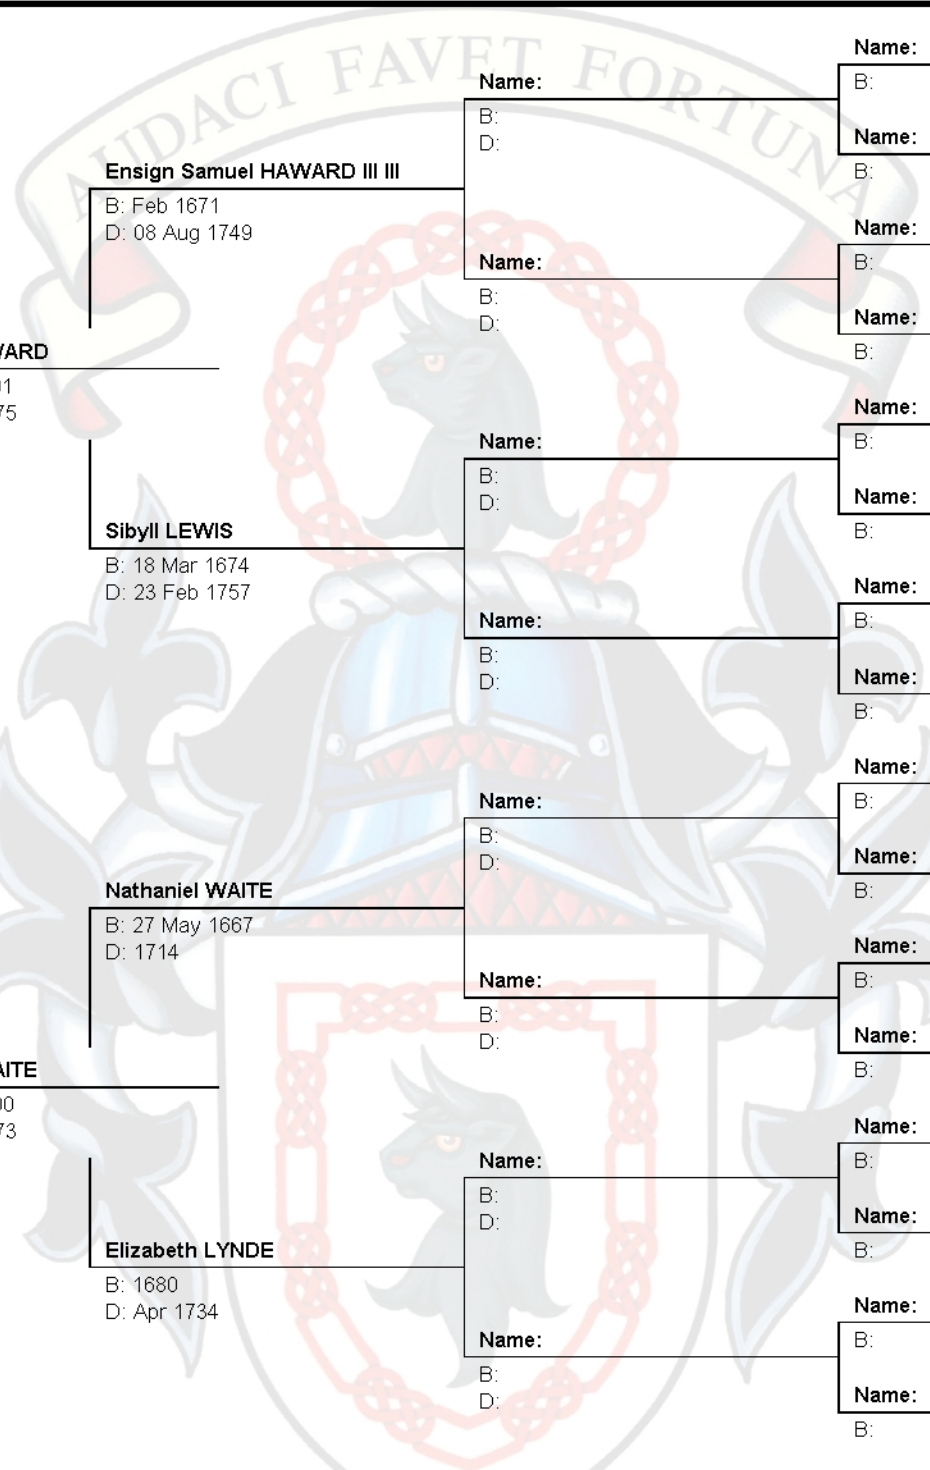 AUDACI FAVET FORTUNA
Name:
B:
Name:
B:
D:
Name:
B:
Ensign Samuel HAWARD III III
B: Feb 1671
D: 08 Aug 1749
Name:
B:
Name:
B:
D:
Name:
B:
WARD
01
75
Name:
B:
Name:
B:
D:
Name:
B:
Sibyll LEWIS
B: 18 Mar 1674
D: 23 Feb 1757
Name:
B:
Name:
B:
D:
Name:
B:
Name:
B:
Name:
B:
D:
Name:
B:
Nathaniel WAITE
B: 27 May 1667
D: 1714
Name:
B:
Name:
B:
D:
Name:
B:
AITE
00
73
Name:
B:
Name:
B:
D:
Name:
B:
Elizabeth LYNDE
B: 1680
D: Apr 1734
Name:
B:
Name:
B:
D:
Name:
B: